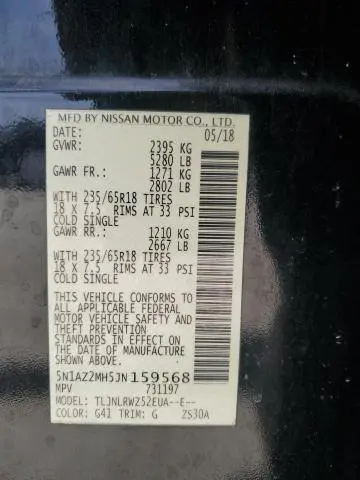 MFD BY NISSAN MOTOR CO., LTD.
DATE: 05/18
GVWR: 2395 KG
5280 LB
GAWR FR.: 1271 KG
2802 LB
WITH 235/65R18 TIRES
18 X 7.5 RIMS AT 33 PSI
COLD SINGLE
GAWR RR.: 1210 KG
2667 LB
WITH 235/65R18 TIRES
18 X 7.5 RIMS AT 33 PSI
COLD SINGLE
THIS VEHICLE CONFORMS TO
ALL APPLICABLE FEDERAL
MOTOR VEHICLE SAFETY
STANDARDS IN EFFECT ON
THE DATE OF MANUFACTURE
SHOWN ABOVE.
5N1AZ2MH5JN159568
MPV 731197
MODEL: TLJNLRWZ52EUA--E--
COLOR: G41 TRIM: G ZS30A